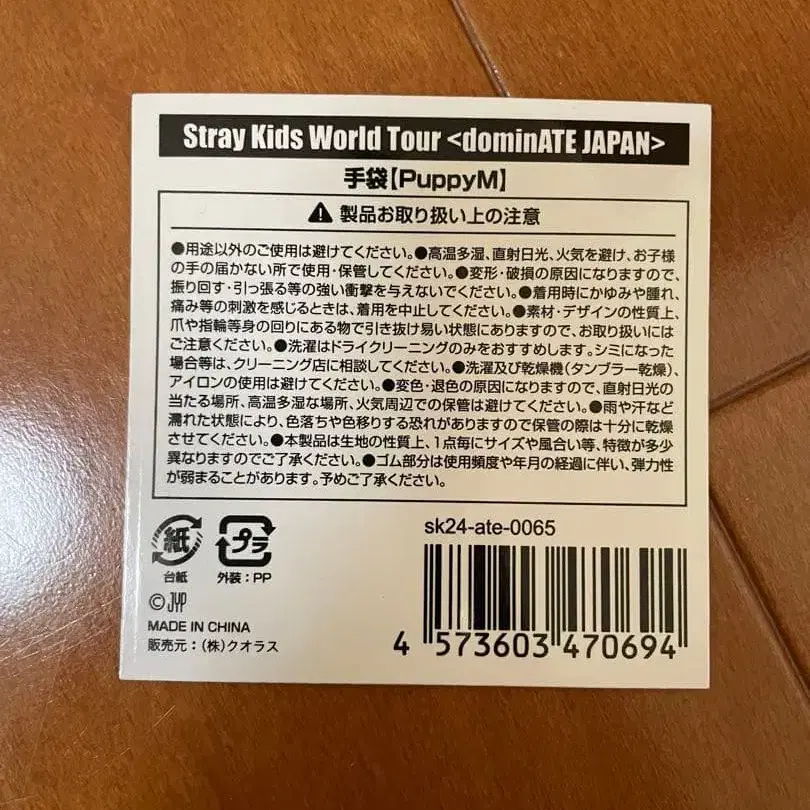 Stray Kids World Tour <dominATE JAPAN>
手袋【PuppyM】
⚠ 製品お取り扱い上の注意
●用途以外のご使用は避けてください。●高温多湿、直射日光、火気を避け、お子様
の手の届かない所で使用・保管してください。●変形・破損の原因になりますので、
振り回す・引っ張る等の強い衝撃を与えないでください。●着用時にかゆみや腫れ、
痛み等の刺激を感じるときは、着用を中止してください。●素材・デザインの性質上、
爪や指輪等身の回りにある物で引き抜け易い状態にありますので、お取り扱いには
ご注意ください。●洗濯はドライクリーニングのみをおすすめします。シミになった
場合等は、クリーニング店に相談してください。●洗濯及び乾燥機(タンブラー乾燥)、
アイロンの使用は避けてください。●変色・退色の原因になりますので、直射日光の
当たる場所、高温多湿な場所、火気周辺での保管は避けてください。●雨や汗など
濡れた状態により、色落ちや色移りする恐れがありますので保管の際は十分に乾燥
させてください。●本製品は生地の性質上、1点毎にサイズや風合い等、特徴が多少
異なりますのでご了承ください。●ゴム部分は使用頻度や年月の経過に伴い、弾力性
が弱まることがあります。予めご了承ください。
紙
台紙
プラ
外装：PP
sk24-ate-0065
© JYP
MADE IN CHINA
販売元：(株)クオラス
4 573603 470694